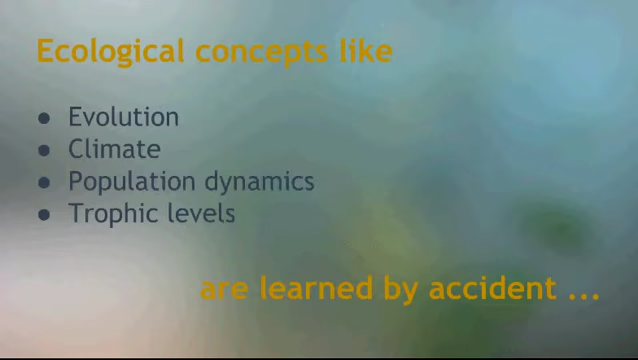 Ecological concepts like
● Evolution
● Climate
● Population dynamics
● Trophic levels
are learned by accident ...